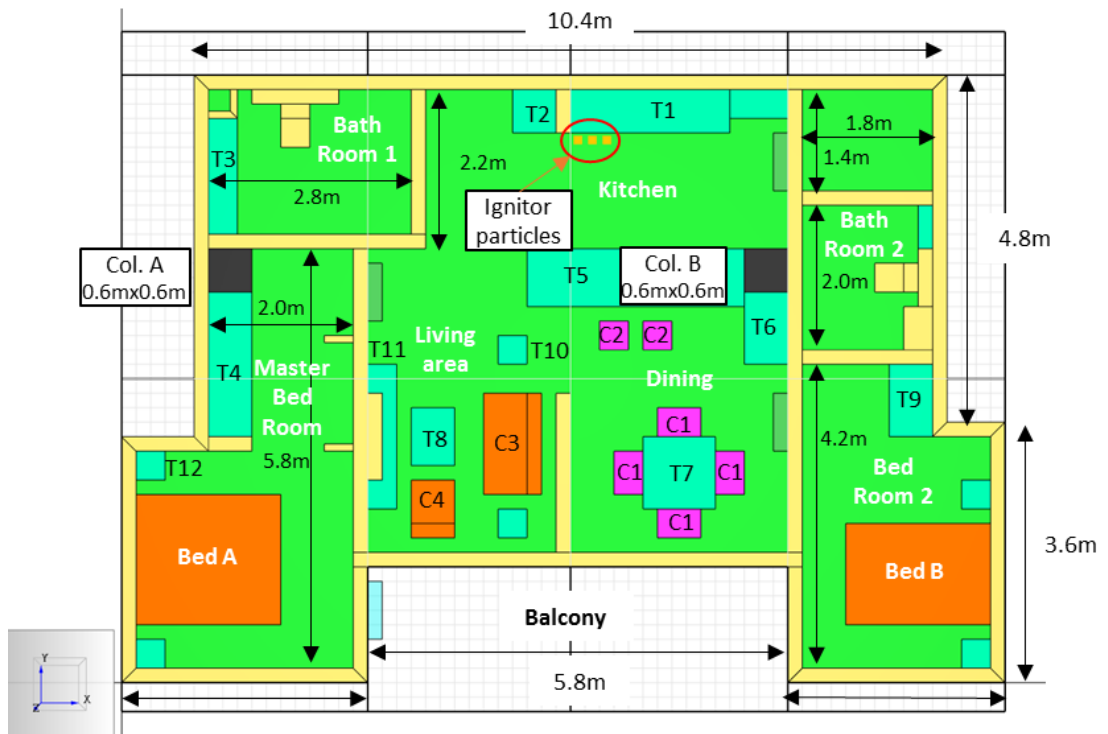 10.4m
T2
T1
Bath
Room 1
T3
2.8m
2.2m
Kitchen
1.8m
1.4m
Ignitor
particles
Bath
Room 2
2.0m
4.8m
Col. A
0.6mx0.6m
T5
Col. B
0.6mx0.6m
2.0m
T4
Master
Bed
Room
T11
Living
area
T10
C2
C2
T6
Dining
T9
T8
C3
C1
C1
T7
C1
C1
4.2m
T12
5.8m
C4
Bed
Room 2
Bed A
Bed B
3.6m
Balcony
5.8m
Y
X
Z